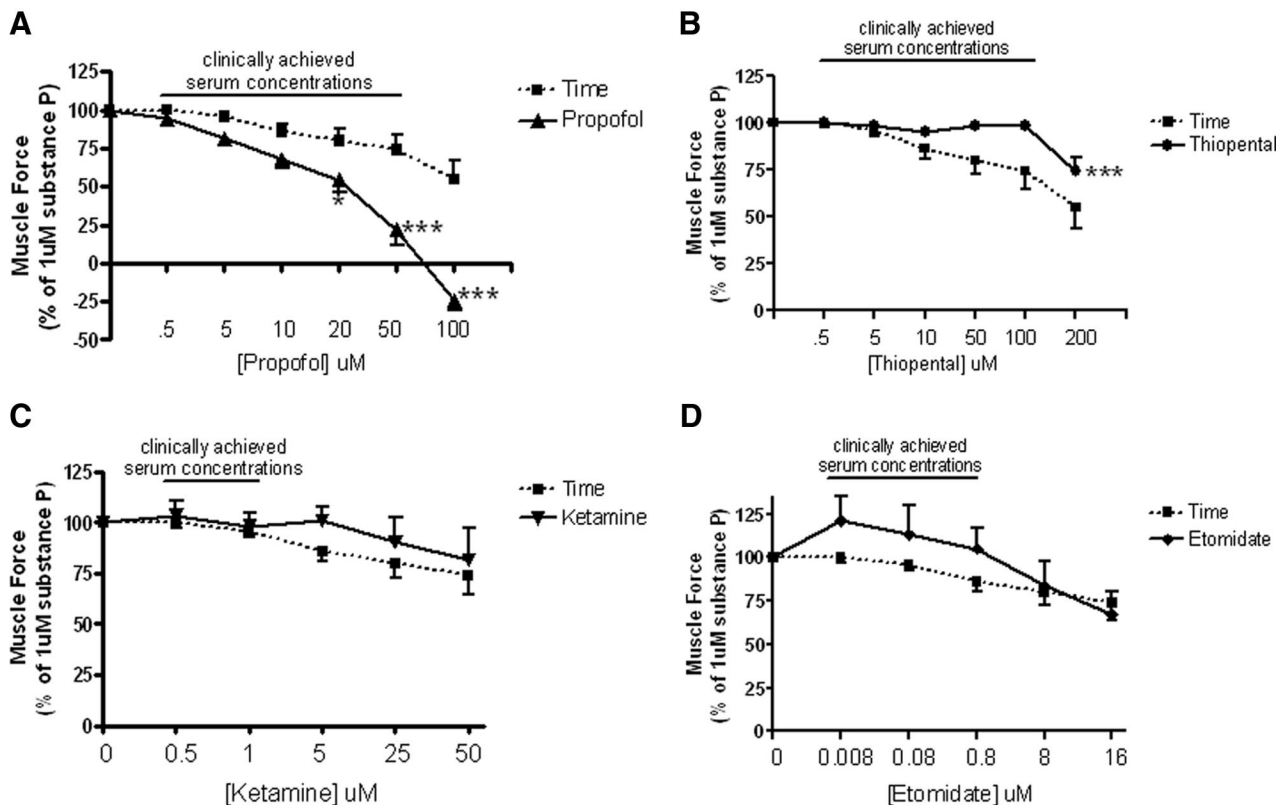 A
clinically achieved
serum concentrations
Muscle Force
(% of 1uM substance P)
125
100
75
50
25
0
-25
-50
.5 5 10 20 50 100
[Propofol] uM
Time
Propofol
*
***
***
B
clinically achieved
serum concentrations
Muscle Force
(% of 1uM substance P)
125
100
75
50
25
0
.5 5 10 50 100 200
[Thiopental] uM
Time
Thiopental
***
C
clinically achieved
serum concentrations
Muscle Force
(% of 1uM substance P)
125
100
75
50
25
0
0 0.5 1 5 25 50
[Ketamine] uM
Time
Ketamine
D
clinically achieved
serum concentrations
Muscle Force
(% of 1uM substance P)
125
100
75
50
25
0
0 0.008 0.08 0.8 8 16
[Etomidate] uM
Time
Etomidate